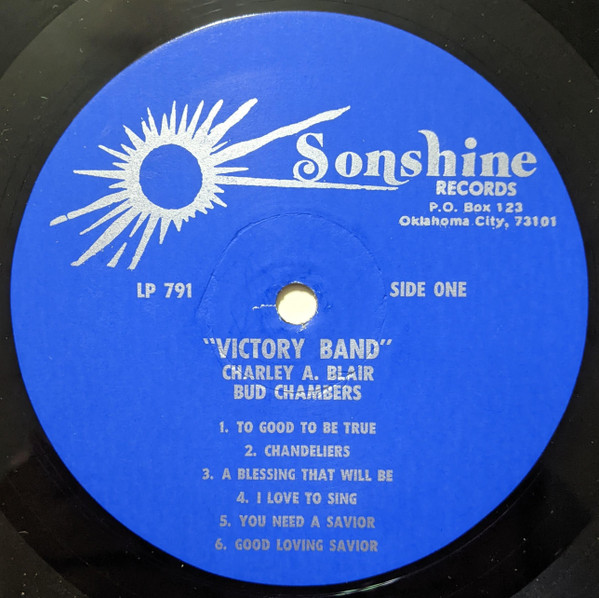 Sonshine
RECORDS
P.O. Box 123
Oklahoma City, 73101
LP 791
SIDE ONE
"VICTORY BAND"
CHARLEY A. BLAIR
BUD CHAMBERS
1. TO GOOD TO BE TRUE
2. CHANDELIERS
3. A BLESSING THAT WILL BE
4. I LOVE TO SING
5. YOU NEED A SAVIOR
6. GOOD LOVING SAVIOR